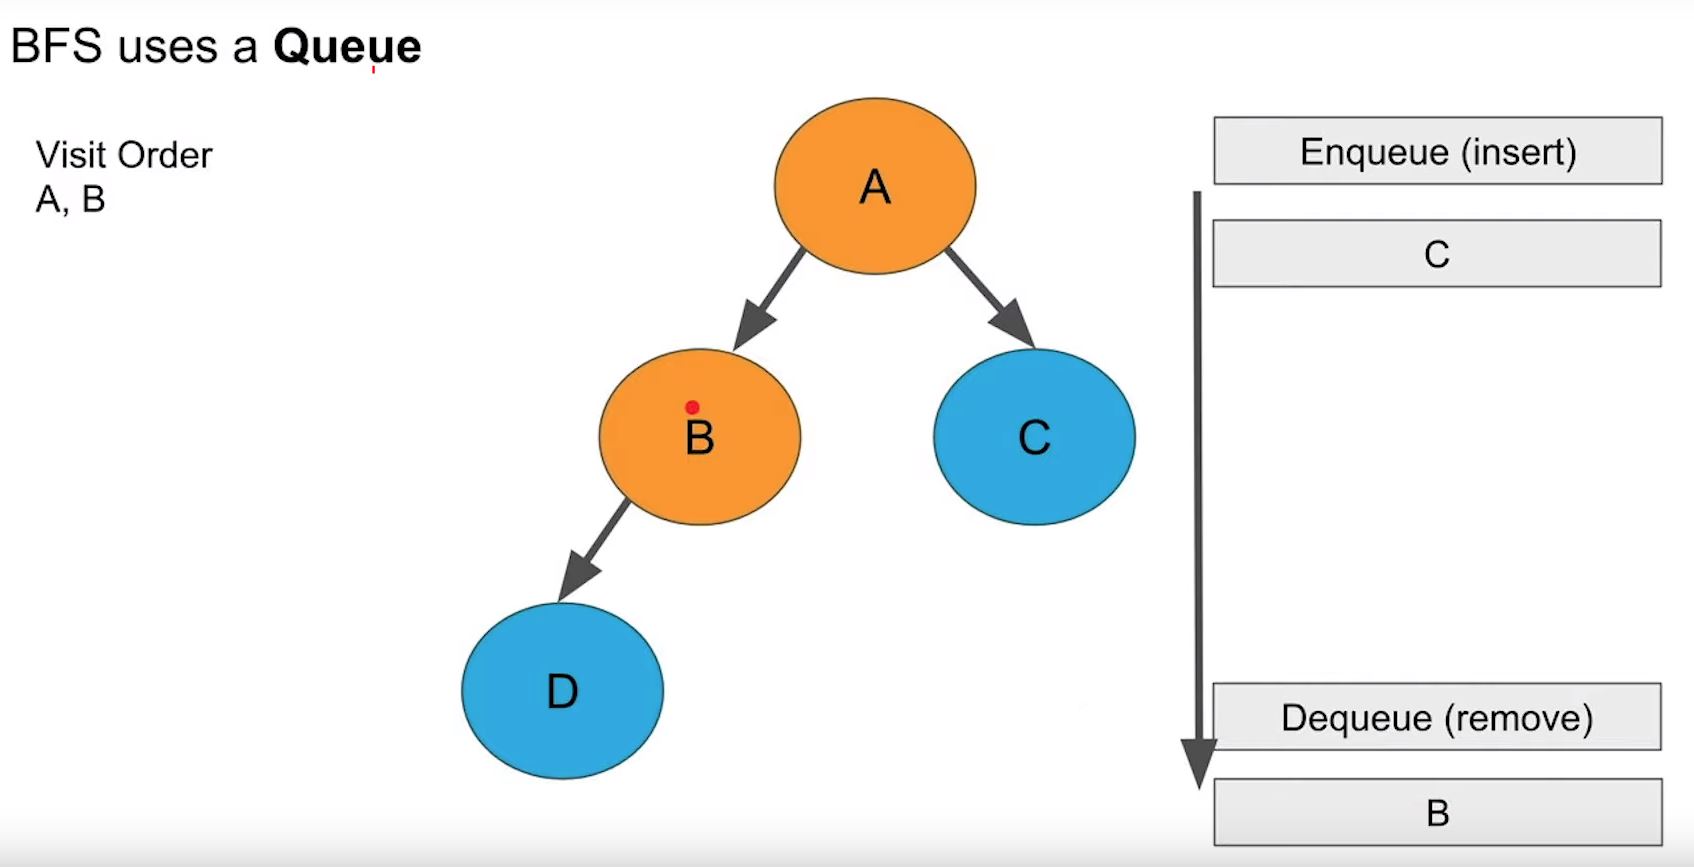 BFS uses a Queue
Visit Order
A, B
A
B
C
D
Enqueue (insert)
C
Dequeue (remove)
B